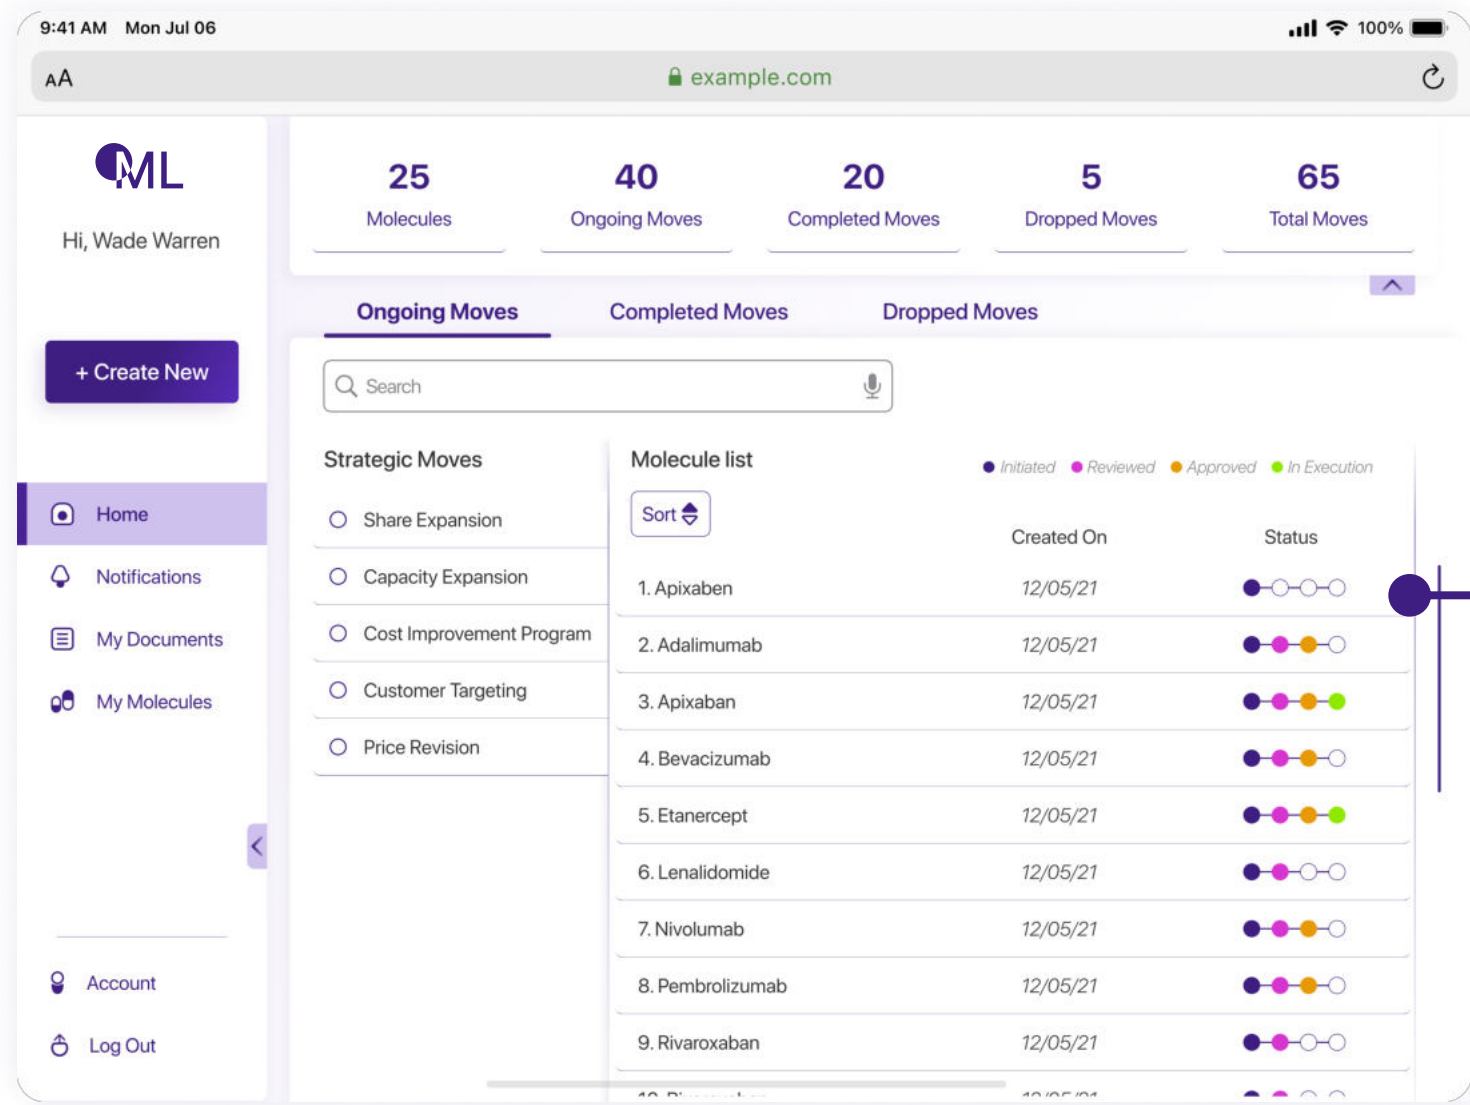 9:41 AM Mon Jul 06
100%
AA
example.com
ML
Hi, Wade Warren
+ Create New
Home
Notifications
My Documents
My Molecules
Account
Log Out
25
Molecules
40
Ongoing Moves
20
Completed Moves
5
Dropped Moves
65
Total Moves
Ongoing Moves Completed Moves Dropped Moves
Search
Strategic Moves
Share Expansion
Capacity Expansion
Cost Improvement Program
Customer Targeting
Price Revision
Molecule list
Initiated Reviewed Approved In Execution
Sort
Created On Status
1. Apixaben 12/05/21
2. Adalimumab 12/05/21
3. Apixaban 12/05/21
4. Bevacizumab 12/05/21
5. Etanercept 12/05/21
6. Lenalidomide 12/05/21
7. Nivolumab 12/05/21
8. Pembrolizumab 12/05/21
9. Rivaroxaban 12/05/21